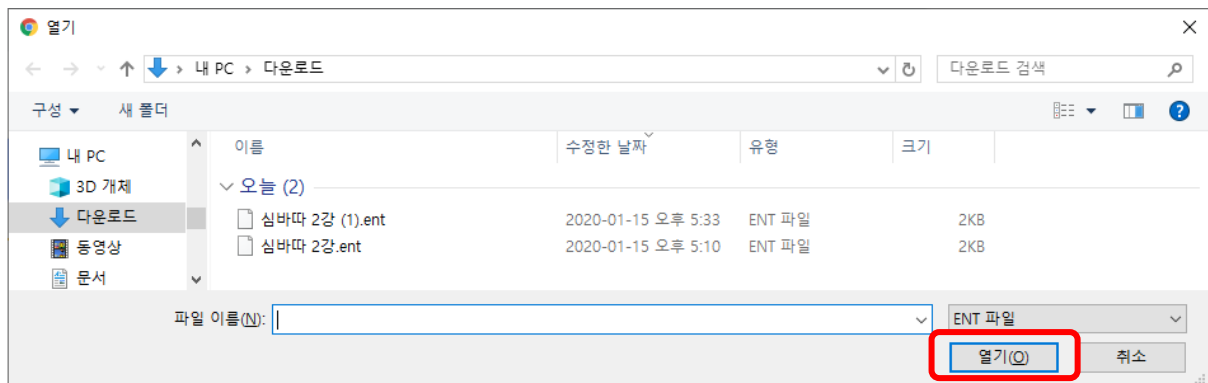 열기
내 PC > 다운로드
다운로드 검색
구성 새 폴더
이름 수정한 날짜 유형 크기
내 PC
3D 개체
다운로드
동영상
문서
오늘 (2)
심바따 2강 (1).ent 2020-01-15 오후 5:33 ENT 파일 2KB
심바따 2강.ent 2020-01-15 오후 5:10 ENT 파일 2KB
파일 이름(N): ENT 파일
열기(O) 취소